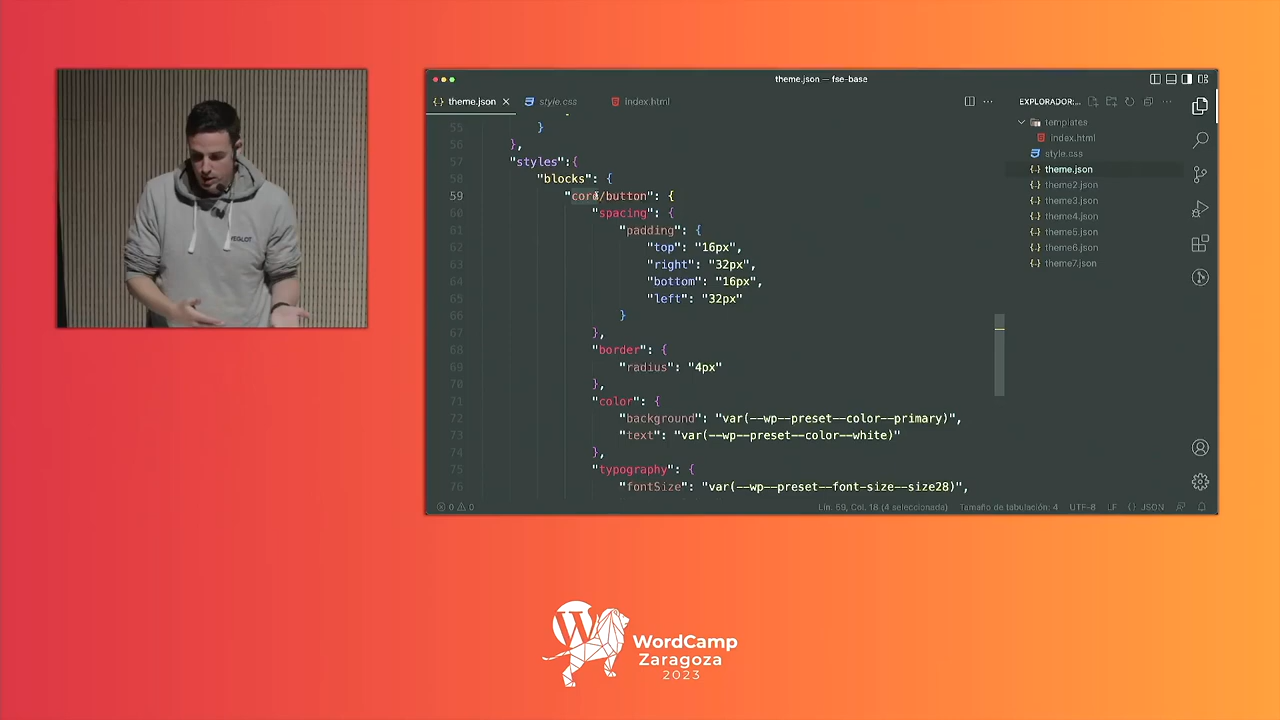 WEGLOT
theme.json — fse-base
theme.json
style.css
index.html
EXPLORADOR:...
55 }
56 },
57 "styles":{
58 "blocks": {
59 "core/button": {
60 "spacing": {
61 "padding": {
62 "top": "16px",
63 "right": "32px",
64 "bottom": "16px",
65 "left": "32px"
66 }
67 },
68 "border": {
69 "radius": "4px"
70 },
71 "color": {
72 "background": "var(--wp--preset--color--primary)",
73 "text": "var(--wp--preset--color--white)"
74 },
75 "typography": {
76 "fontSize": "var(--wp--preset--font-size--size28)",
templates
index.html
style.css
theme.json
theme2.json
theme3.json
theme4.json
theme5.json
theme6.json
theme7.json
0 0
Lín. 59, Col. 18 (4 seleccionada)
Tamaño de tabulación: 4
UTF-8
LF
{} JSON
W
WordCamp
Zaragoza
2023